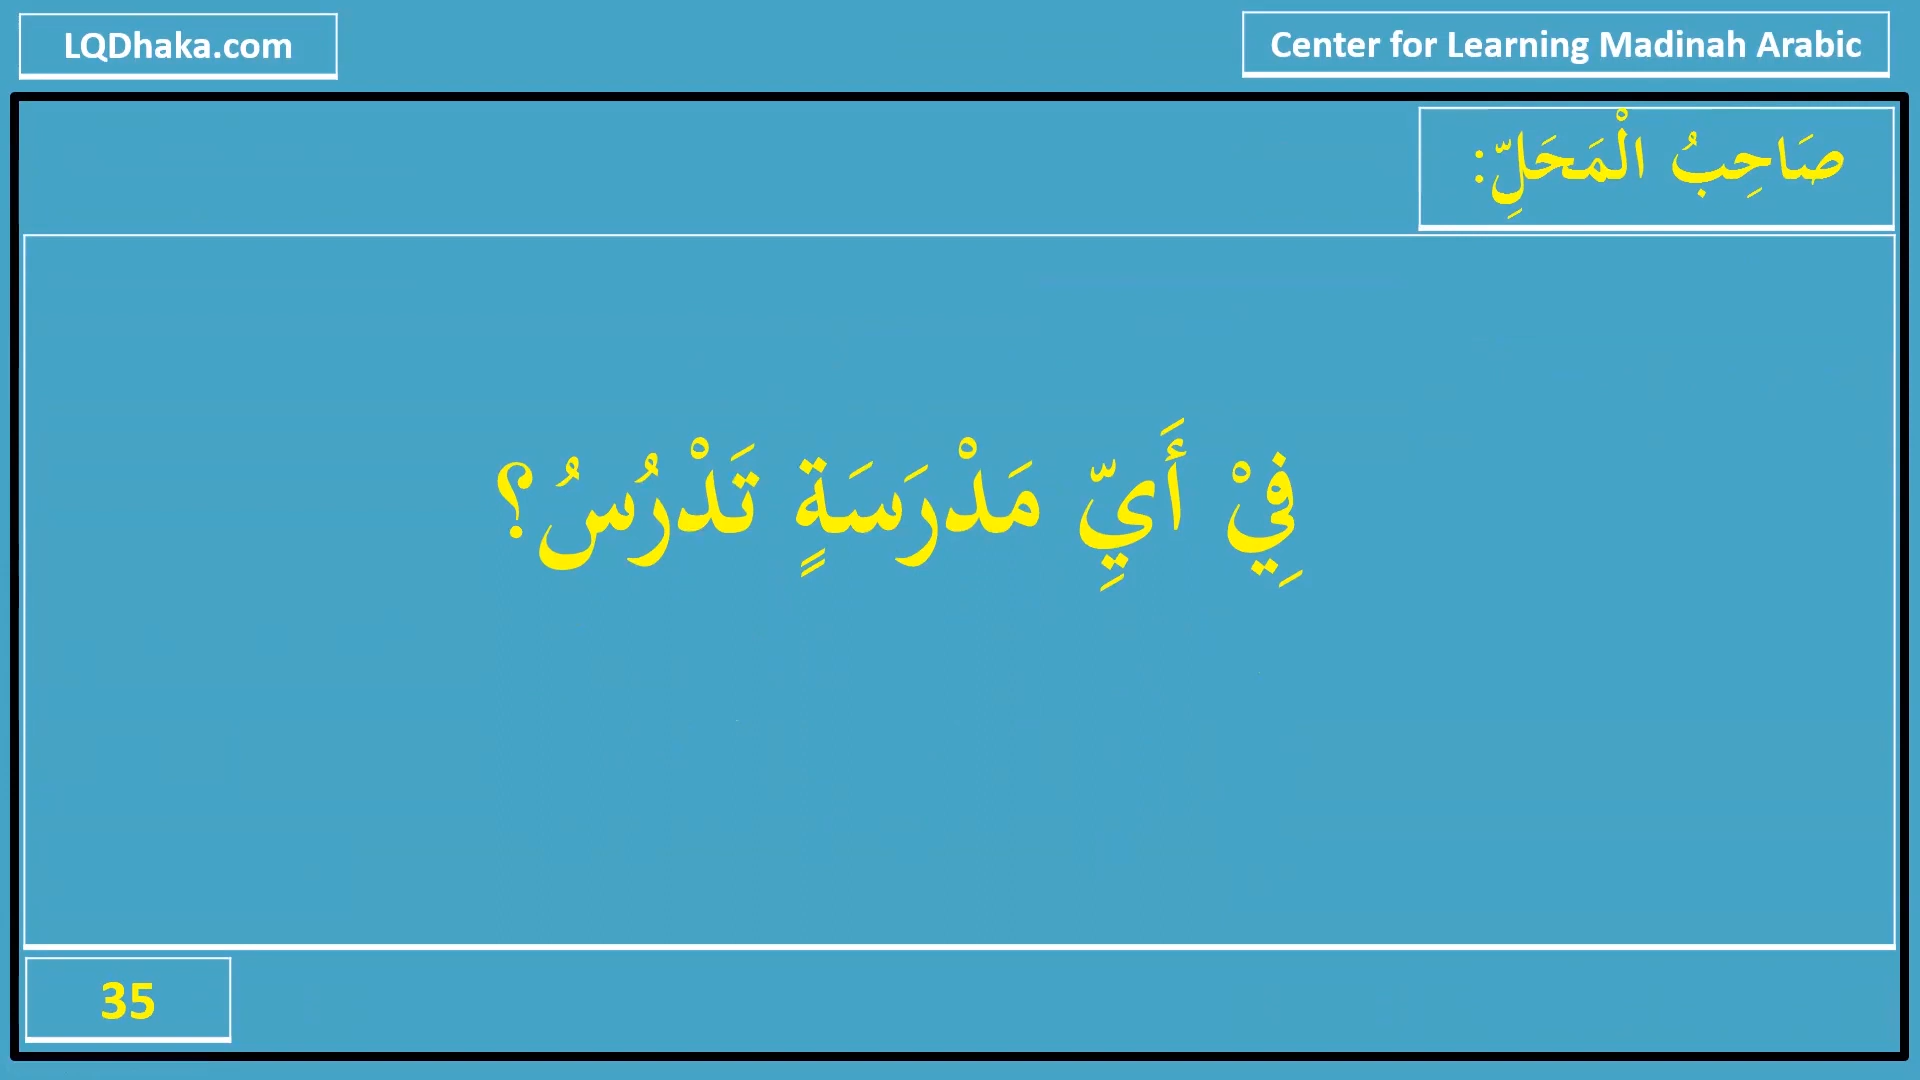 LQDhaka.com
Center for Learning Madinah Arabic
صَاحِبُ الْمَحَلِّ:
فِيْ أَيِّ مَدْرَسَةٍ تَدْرُسُ؟
35